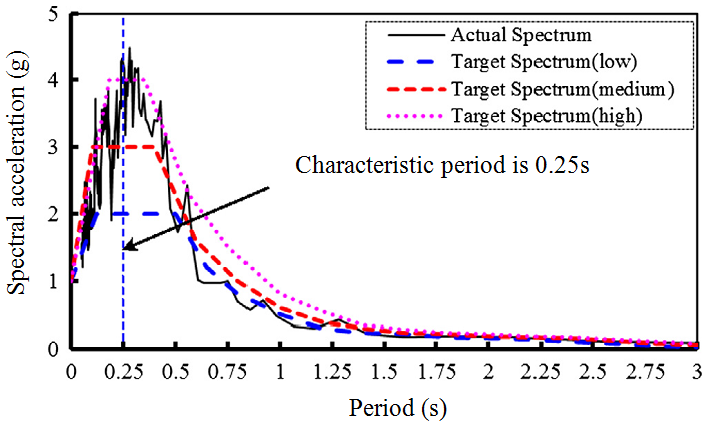 Spectral acceleration (g)
5
4
3
2
1
0
Actual Spectrum
Target Spectrum(low)
Target Spectrum(medium)
Target Spectrum(high)
Characteristic period is 0.25s
0 0.25 0.5 0.75 1 1.25 1.5 1.75 2 2.25 2.5 2.75 3
Period (s)